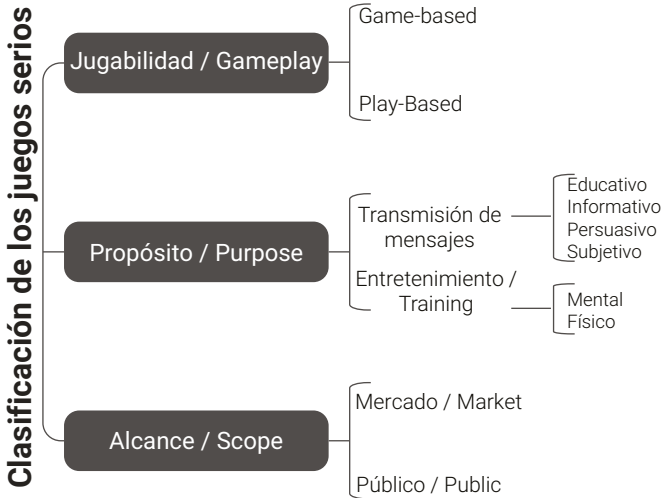 Clasificación de los juegos serios
Jugabilidad / Gameplay
Game-based
Play-Based
Propósito / Purpose
Transmisión de
mensajes
Educativo
Informativo
Persuasivo
Subjetivo
Entretenimiento /
Training
Mental
Físico
Alcance / Scope
Mercado / Market
Público / Public